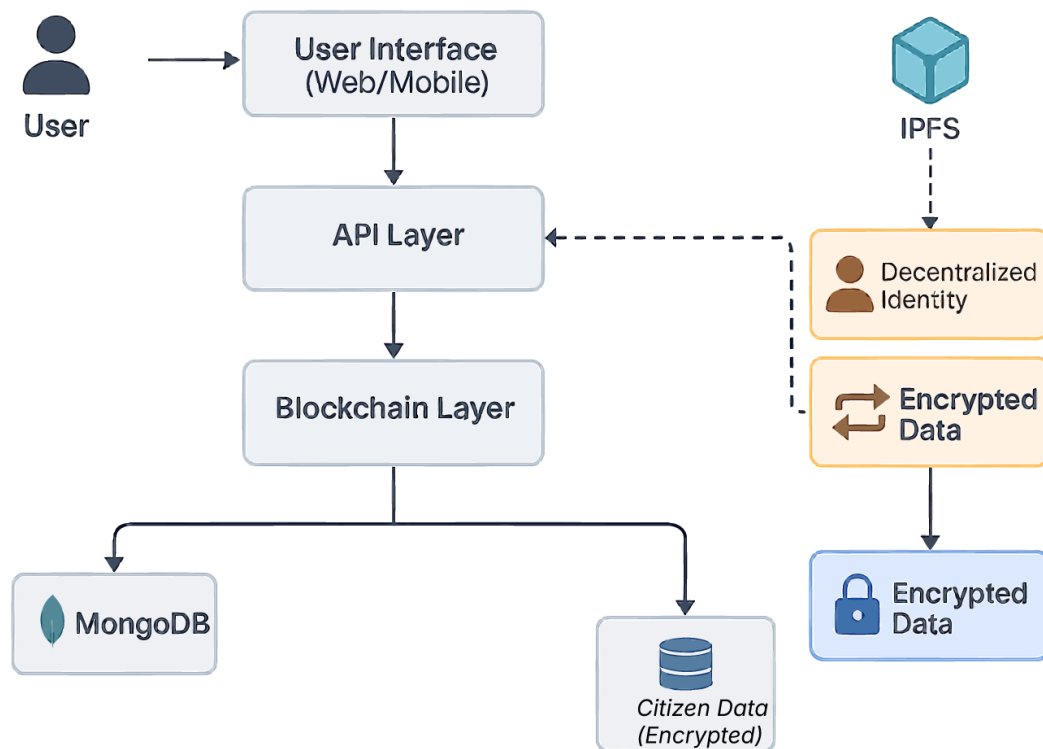 User Interface
(Web/Mobile)
User
IPFS
API Layer
Decentralized
Identity
Blockchain Layer
Encrypted
Data
MongoDB
Encrypted
Data
Citizen Data
(Encrypted)